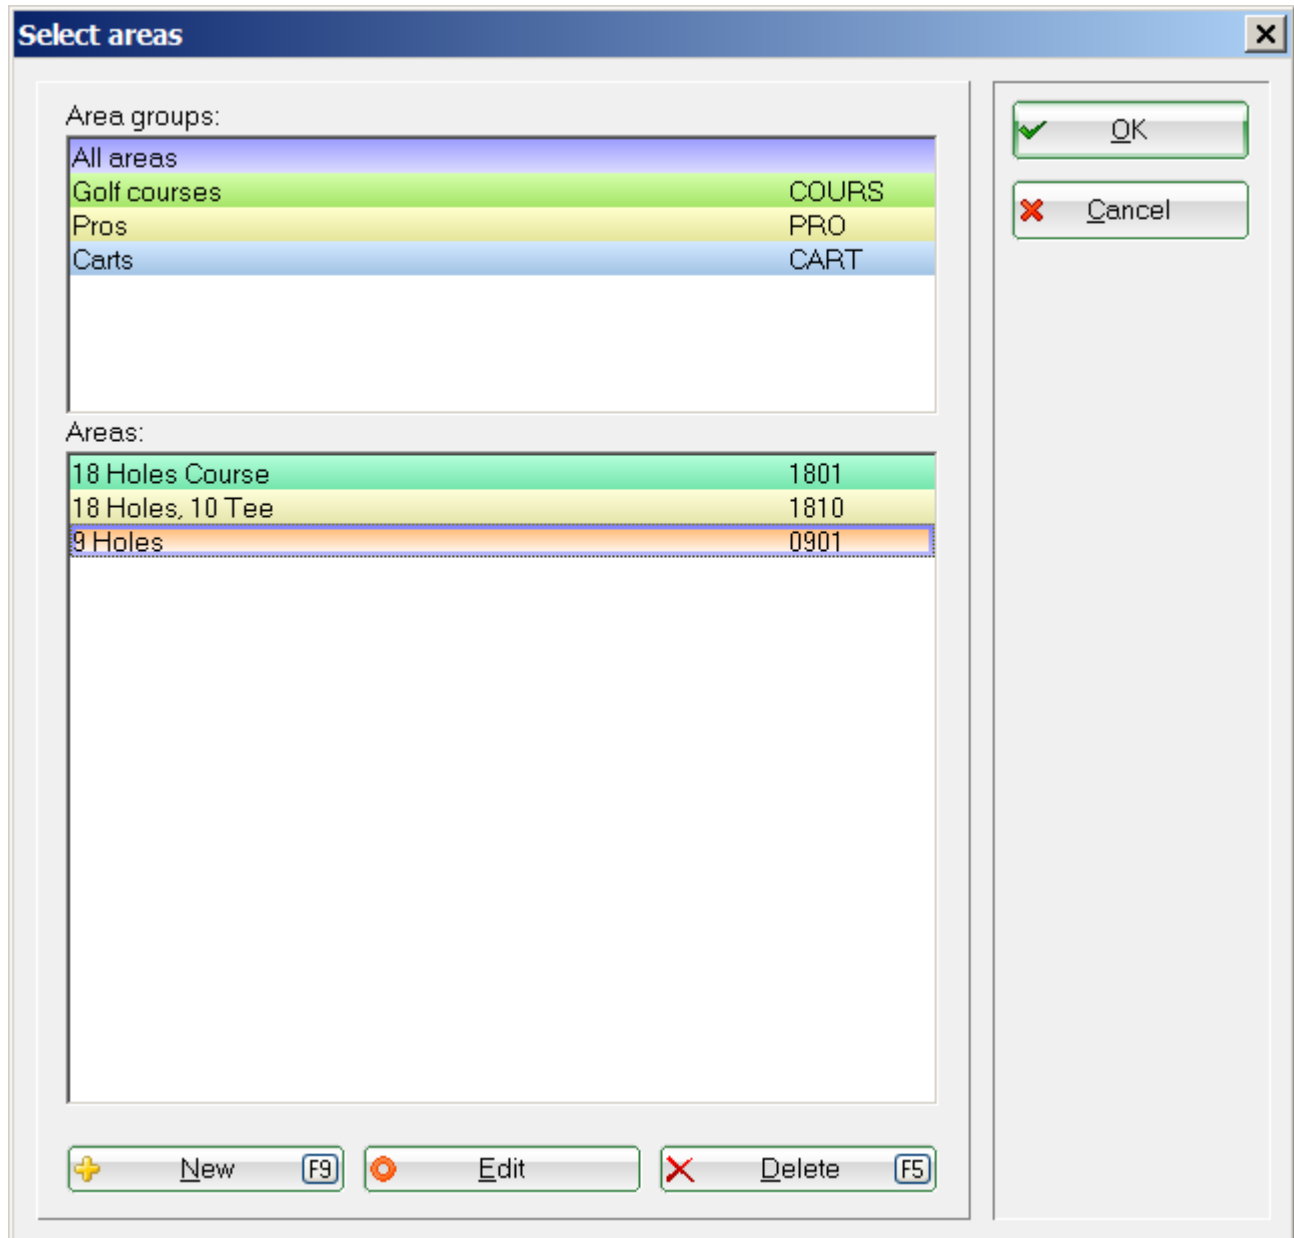 Select areas
Area groups:
All areas
Golf courses COURS
Pros PRO
Carts CART
OK
Cancel
Areas:
18 Holes Course 1801
18 Holes, 10 Tee 1810
9 Holes 0901
New F9 Edit Delete F5